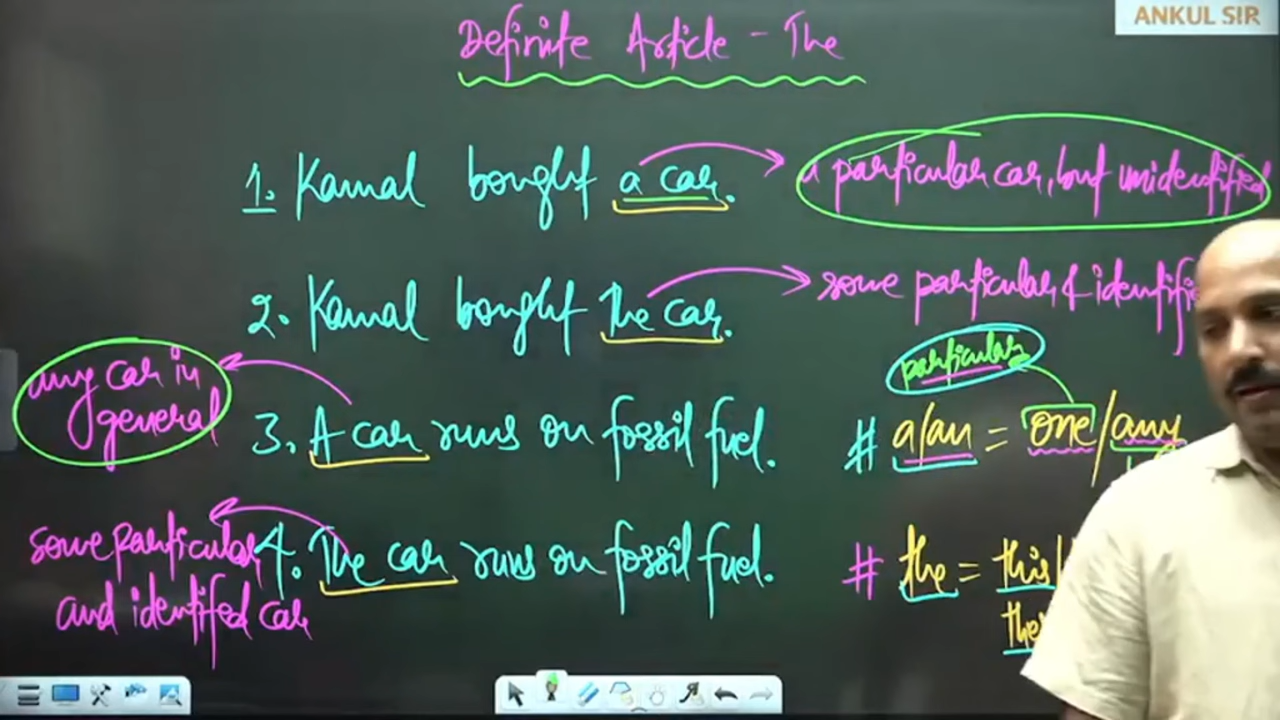 ANKUL SIR
Definite Article - The
1. Kamal bought a car.
a particular car, but unidentified
2. Kamal bought The car.
some particular &
particular
any car in
general
3. A car runs on fossil fuel.
# a/an = one/any
some particular
and identifed car
4. The car runs on fossil fuel.
# the = this